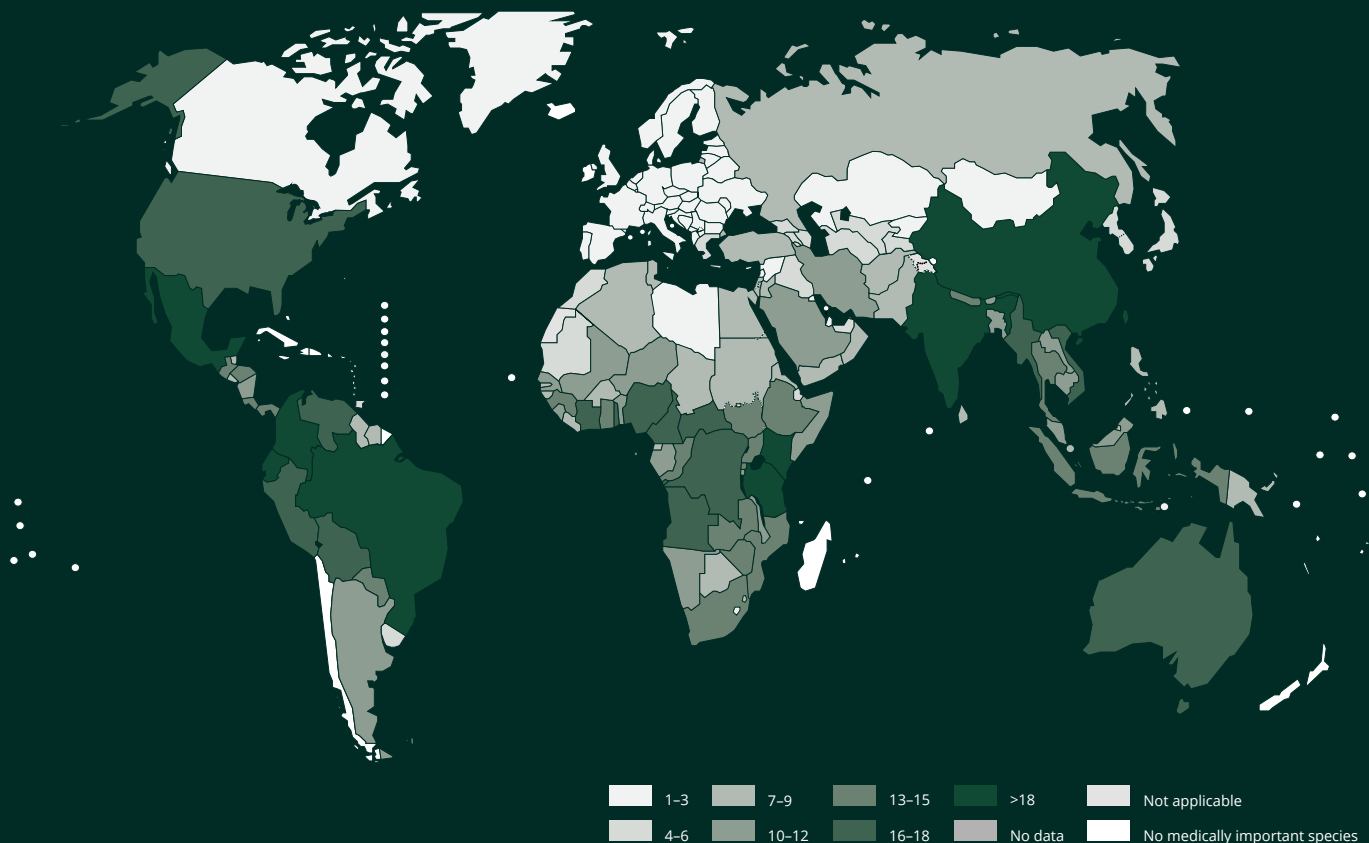 1–3 7–9 13–15 >18 Not applicable
4–6 10–12 16–18 No data No medically important species